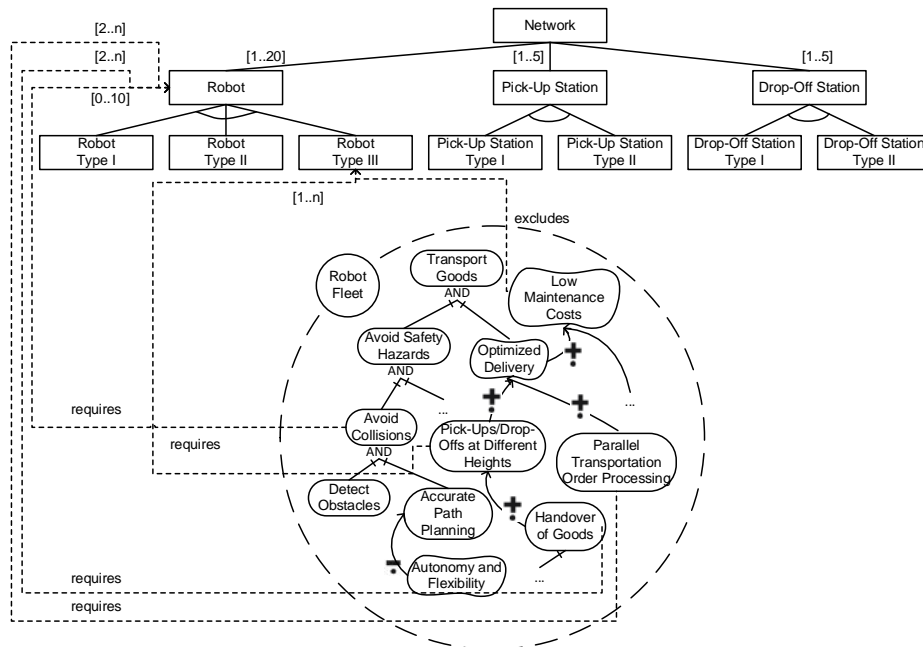 [2..n]
Network
[2..n]
[1..20]
[1..5]
[1..5]
[0..10]
Robot
Pick-Up Station
Drop-Off Station
Robot
Type I
Robot
Type II
Robot
Type III
Pick-Up Station
Type I
Pick-Up Station
Type II
Drop-Off Station
Type I
Drop-Off Station
Type II
[1..n]
excludes
Robot
Fleet
Transport
Goods
AND
Low
Maintenance
Costs
Avoid Safety
Hazards
AND
Optimized
Delivery
...
...
requires
requires
Avoid
Collisions
AND
Pick-Ups/Drop-
Offs at Different
Heights
Parallel
Transportation
Order Processing
Detect
Obstacles
Accurate
Path
Planning
Handover
of Goods
requires
Autonomy and
Flexibility
...
requires